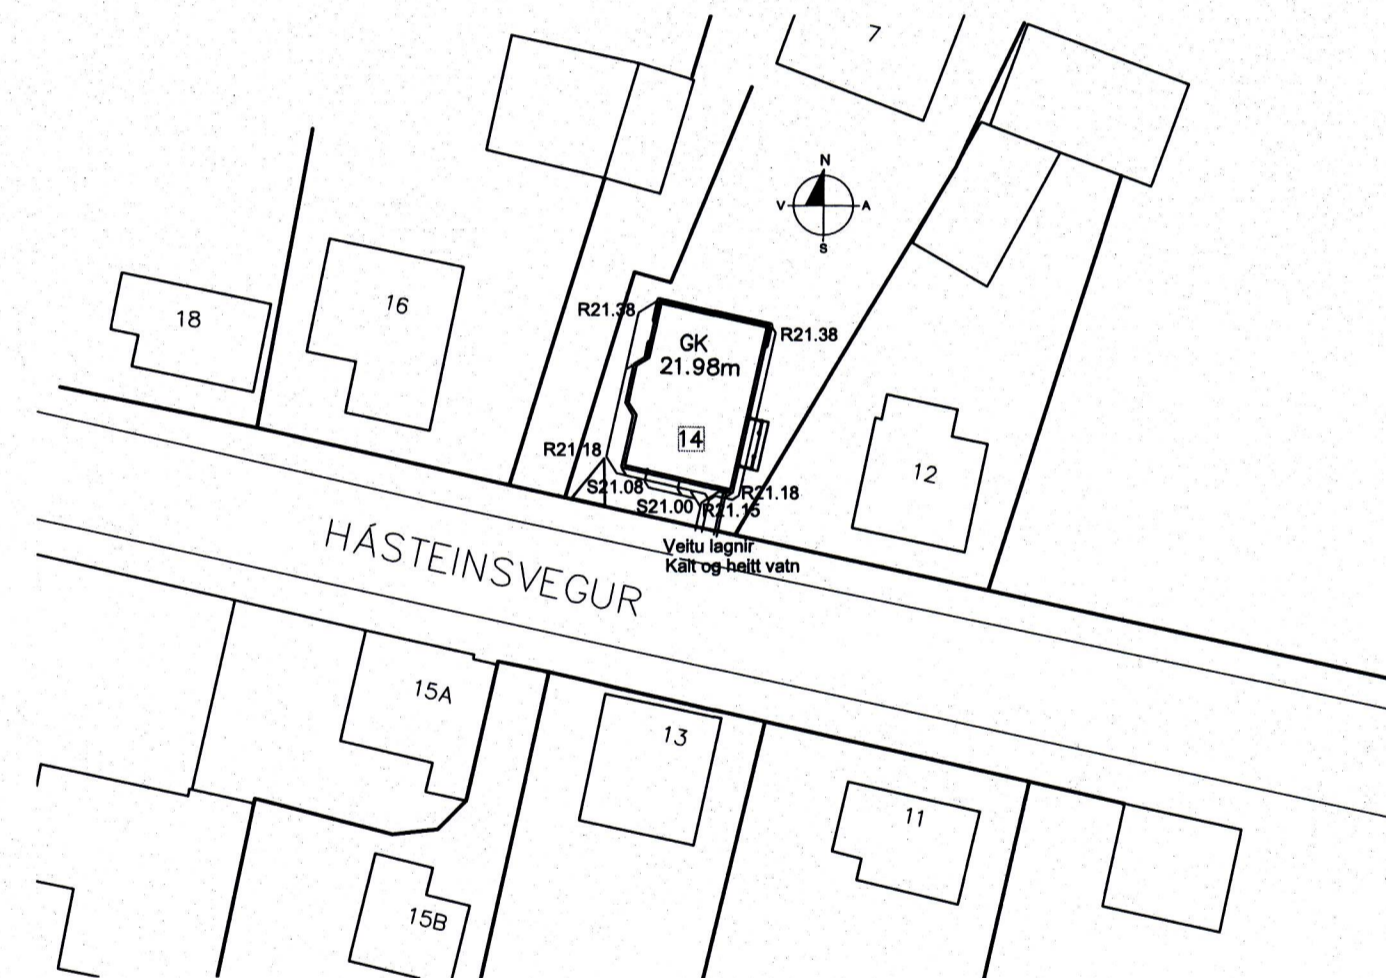 7
N
V A
S
18
16
R21.38
R21.38
GK
21.98m
14
R21.18
S21.08
S21.00
R21.15
R21.18
12
Veitu lagnir
Kalt og heitt vatn
HÁSTEINSVEGUR
15A
13
11
15B